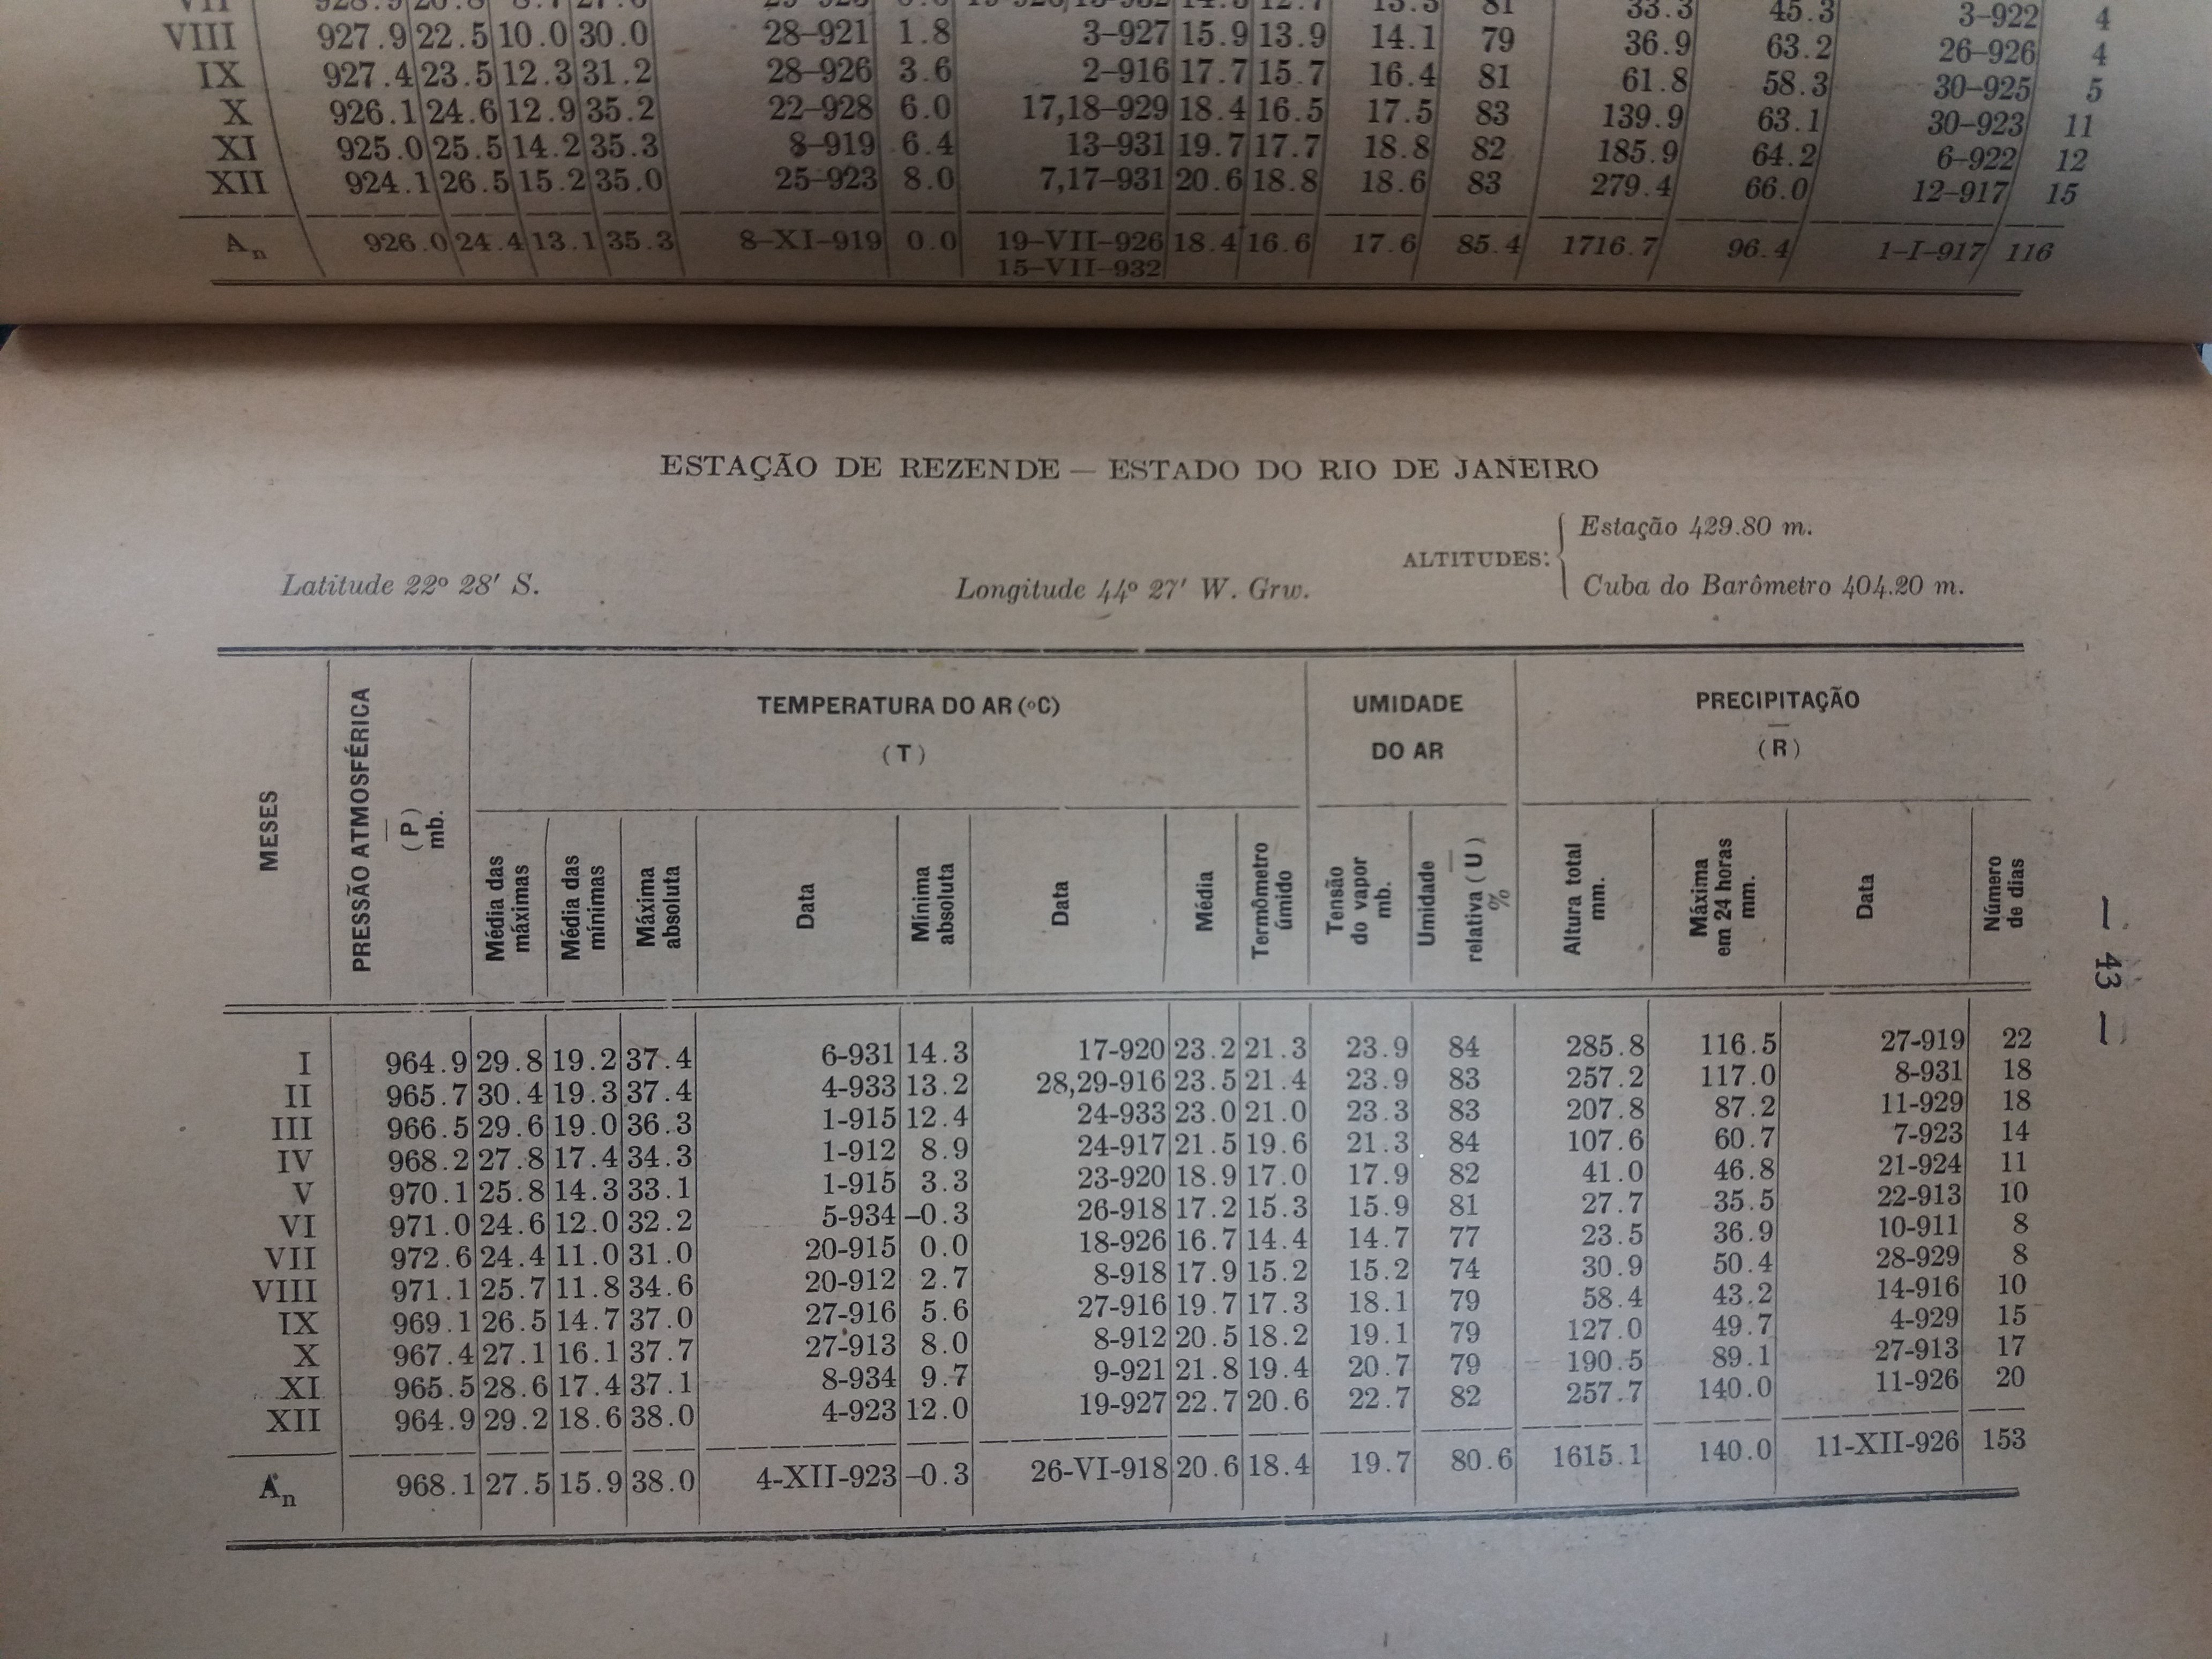 VIII 927.9 22.5 10.0 30.0 28-921 1.8 3-927 15.9 13.9 14.1 79 36.9 63.2 26-926 4
IX 927.4 23.5 12.3 31.2 28-926 3.6 2-916 17.7 15.7 16.4 81 61.8 58.3 30-925 5
X 926.1 24.6 12.9 35.2 22-928 6.0 17,18-929 18.4 16.5 17.5 83 139.9 63.1 30-923 11
XI 925.0 25.5 14.2 35.3 8-919 6.4 13-931 19.7 17.7 18.8 82 185.9 64.2 6-922 12
XII 924.1 26.5 15.2 35.0 25-923 8.0 7,17-931 20.6 18.8 18.6 83 279.4 66.0 12-917 15
An 926.0 24.4 13.1 35.3 8-XI-919 0.0 19-VII-926 18.4 16.6 17.6 85.4 1716.7 96.4 1-I-917 116
15-VII-932
ESTAÇÃO DE REZENDE — ESTADO DO RIO DE JANEIRO
Latitude 22º 28' S.
Longitude 44º 27' W. Grw.
ALTITUDES:
Estação 429.80 m.
Cuba do Barômetro 404.20 m.
MESES
PRESSÃO ATMOSFÉRICA
(P)
mb.
TEMPERATURA DO AR (ºC)
(T)
UMIDADE
DO AR
PRECIPITAÇÃO
(R)
Média das
máximas
Média das
mínimas
Máxima
absoluta
Data
Mínima
absoluta
Data
Média
Termômetro
úmido
Tensão
do vapor
mb.
Umidade
relativa (U)
%
Altura total
mm.
Máxima
em 24 horas
mm.
Data
Número
de dias
I 964.9 29.8 19.2 37.4 6-931 14.3 17-920 23.2 21.3 23.9 84 285.8 116.5 27-919 22
II 965.7 30.4 19.3 37.4 4-933 13.2 28,29-916 23.5 21.4 23.9 83 257.2 117.0 8-931 18
III 966.5 29.6 19.0 36.3 1-915 12.4 24-933 23.0 21.0 23.3 83 207.8 87.2 11-929 18
IV 968.2 27.8 17.4 34.3 1-912 8.9 24-917 21.5 19.6 21.3 84 107.6 60.7 7-923 14
V 970.1 25.8 14.3 33.1 1-915 3.3 23-920 18.9 17.0 17.9 82 41.0 46.8 21-924 11
VI 971.0 24.6 12.0 32.2 5-934 -0.3 26-918 17.2 15.3 15.9 81 27.7 35.5 22-913 10
VII 972.6 24.4 11.0 31.0 20-915 0.0 18-926 16.7 14.4 14.7 77 23.5 36.9 10-911 8
VIII 971.1 25.7 11.8 34.6 20-912 2.7 8-918 17.9 15.2 15.2 74 30.9 50.4 28-929 8
IX 969.1 26.5 14.7 37.0 27-916 5.6 27-916 19.7 17.3 18.1 79 58.4 43.2 14-916 10
X 967.4 27.1 16.1 37.7 27-913 8.0 8-912 20.5 18.2 19.1 79 127.0 49.7 4-929 15
XI 965.5 28.6 17.4 37.1 8-934 9.7 9-921 21.8 19.4 20.7 79 190.5 89.1 27-913 17
XII 964.9 29.2 18.6 38.0 4-923 12.0 19-927 22.7 20.6 22.7 82 257.7 140.0 11-926 20
An 968.1 27.5 15.9 38.0 4-XII-923 -0.3 26-VI-918 20.6 18.4 19.7 80.6 1615.1 140.0 11-XII-926 153
— 43 —